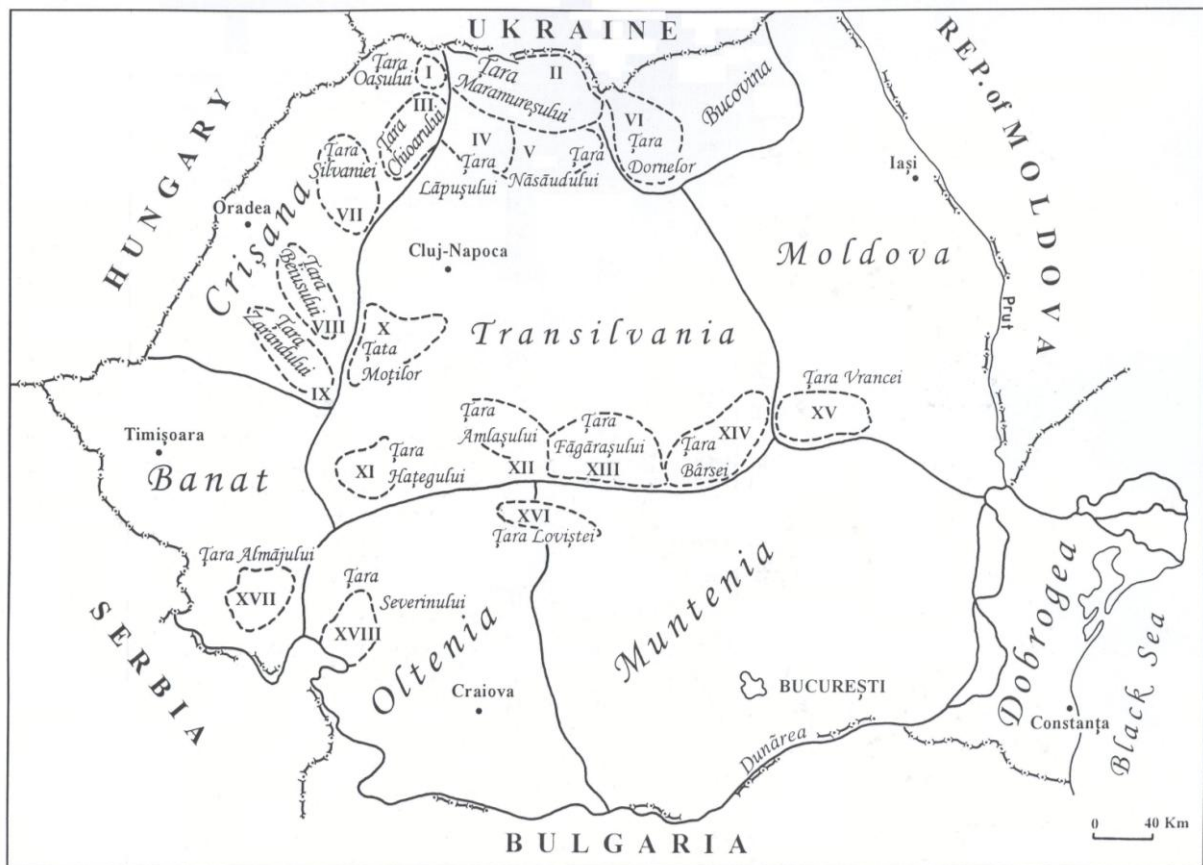 UKRAINE
REP. of MOLDOVA
HUNGARY
SERBIA
BULGARIA
Black Sea
Țara
Oașului
I
Țara
Maramureșului
II
III
Țara
Chioarului
IV
Țara
Lăpușului
V
Țara
Năsăudului
VI
Țara
Dornelor
Bucovina
Iași
Țara
Silvaniei
VII
Oradea
Crișana
Cluj-Napoca
Moldova
Prut
Țara
Beiușului
VIII
Țara
Zarandului
IX
X
Tata
Moților
Transilvania
Țara Vrancei
XV
Timișoara
Banat
XI
Țara
Hațegului
Țara
Amlașului
XII
Țara
Făgărașului
XIII
XIV
Țara
Bârsei
XVI
Țara Loviștei
Țara Almăjului
XVII
Țara
Severinului
XVIII
Oltenia
Craiova
Muntenia
BUCUREȘTI
Dunărea
Dobrogea
Constanța
0 40 Km